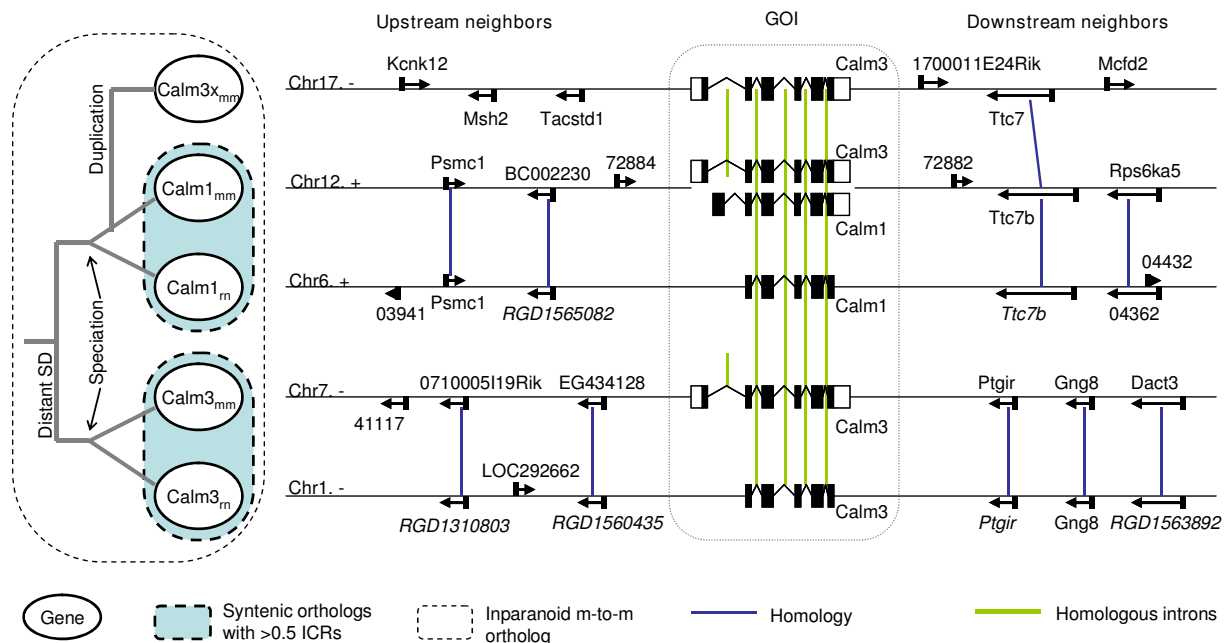 Upstream neighbors
GOI
Downstream neighbors
Chr17. -
Kcnk12
Msh2
Tacstd1
Calm3
1700011E24Rik
Ttc7
Mcfd2
Chr12. +
Psmc1
BC002230
72884
Calm3
Calm1
72882
Ttc7b
Rps6ka5
Chr6. +
03941
Psmc1
RGD1565082
Calm1
Ttc7b
04432
04362
Chr7. -
41117
0710005I19Rik
EG434128
Calm3
Ptgir
Gng8
Dact3
Chr1. -
RGD1310803
LOC292662
RGD1560435
Calm3
Ptgir
Gng8
RGD1563892
Duplication
Speciation
Distant SD
Calm3xmm
Calm1mm
Calm1rn
Calm3mm
Calm3rn
Gene
Syntenic orthologs
with >0.5 ICRs
Inparanoid m-to-m
ortholog
Homology
Homologous introns